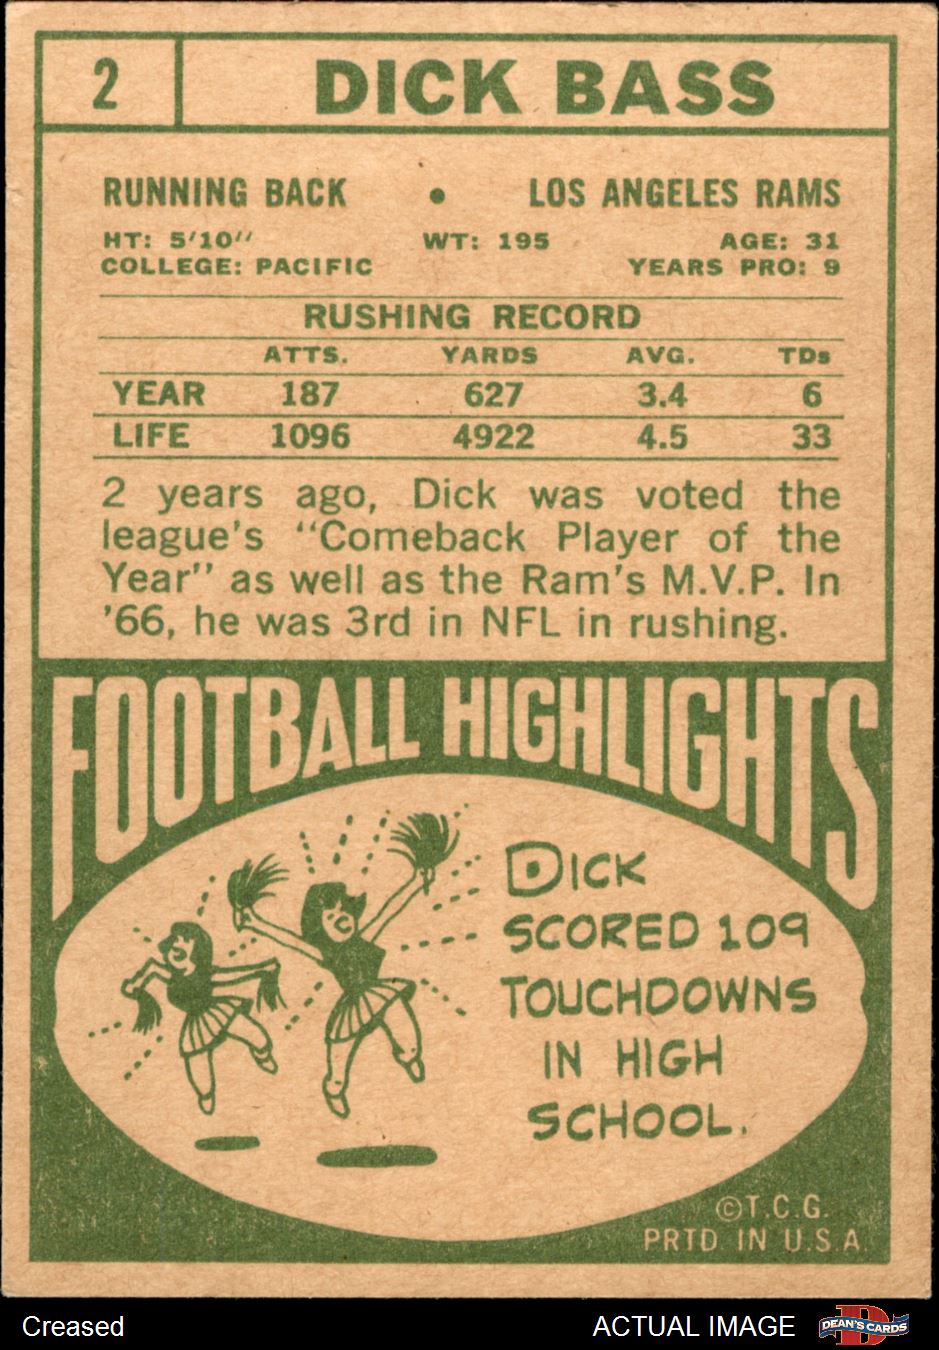 2 DICK BASS
RUNNING BACK • LOS ANGELES RAMS
HT: 5'10" WT: 195 AGE: 31
COLLEGE: PACIFIC YEARS PRO: 9
RUSHING RECORD
ATTS. YARDS AVG. TDs
YEAR 187 627 3.4 6
LIFE 1096 4922 4.5 33
2 years ago, Dick was voted the
league's "Comeback Player of the
Year" as well as the Ram's M.V.P. In
'66, he was 3rd in NFL in rushing.
FOOTBALL HIGHLIGHTS
DICK
SCORED 109
TOUCHDOWNS
IN HIGH
SCHOOL.
©T.C.G.
PRTD. IN U.S.A.
Creased ACTUAL IMAGE DEAN'S CARDS